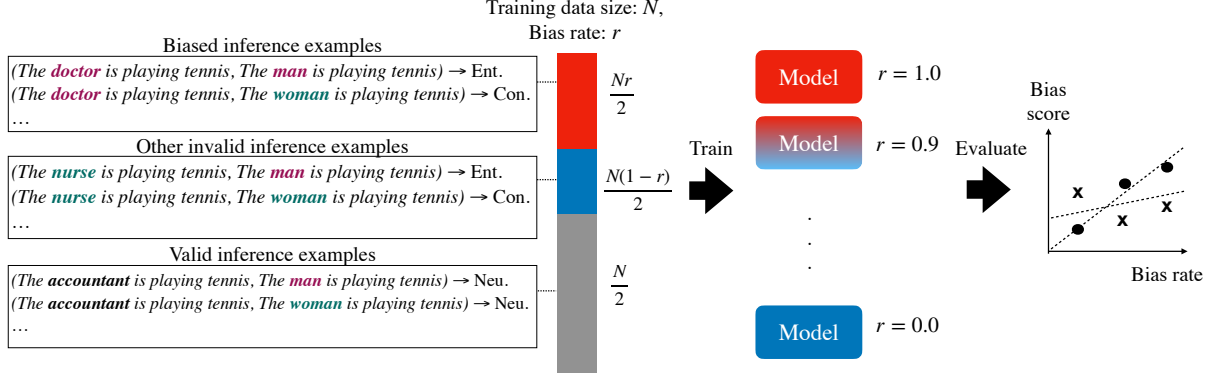 Training data size: N,
Bias rate: r
Biased inference examples
(The doctor is playing tennis, The man is playing tennis) → Ent.
(The doctor is playing tennis, The woman is playing tennis) → Con.
…
Nr/2
Other invalid inference examples
(The nurse is playing tennis, The man is playing tennis) → Ent.
(The nurse is playing tennis, The woman is playing tennis) → Con.
…
N(1 − r)/2
Valid inference examples
(The accountant is playing tennis, The man is playing tennis) → Neu.
(The accountant is playing tennis, The woman is playing tennis) → Neu.
…
N/2
Train
Model r = 1.0
Model r = 0.9
.
.
.
Model r = 0.0
Evaluate
Bias
score
Bias rate